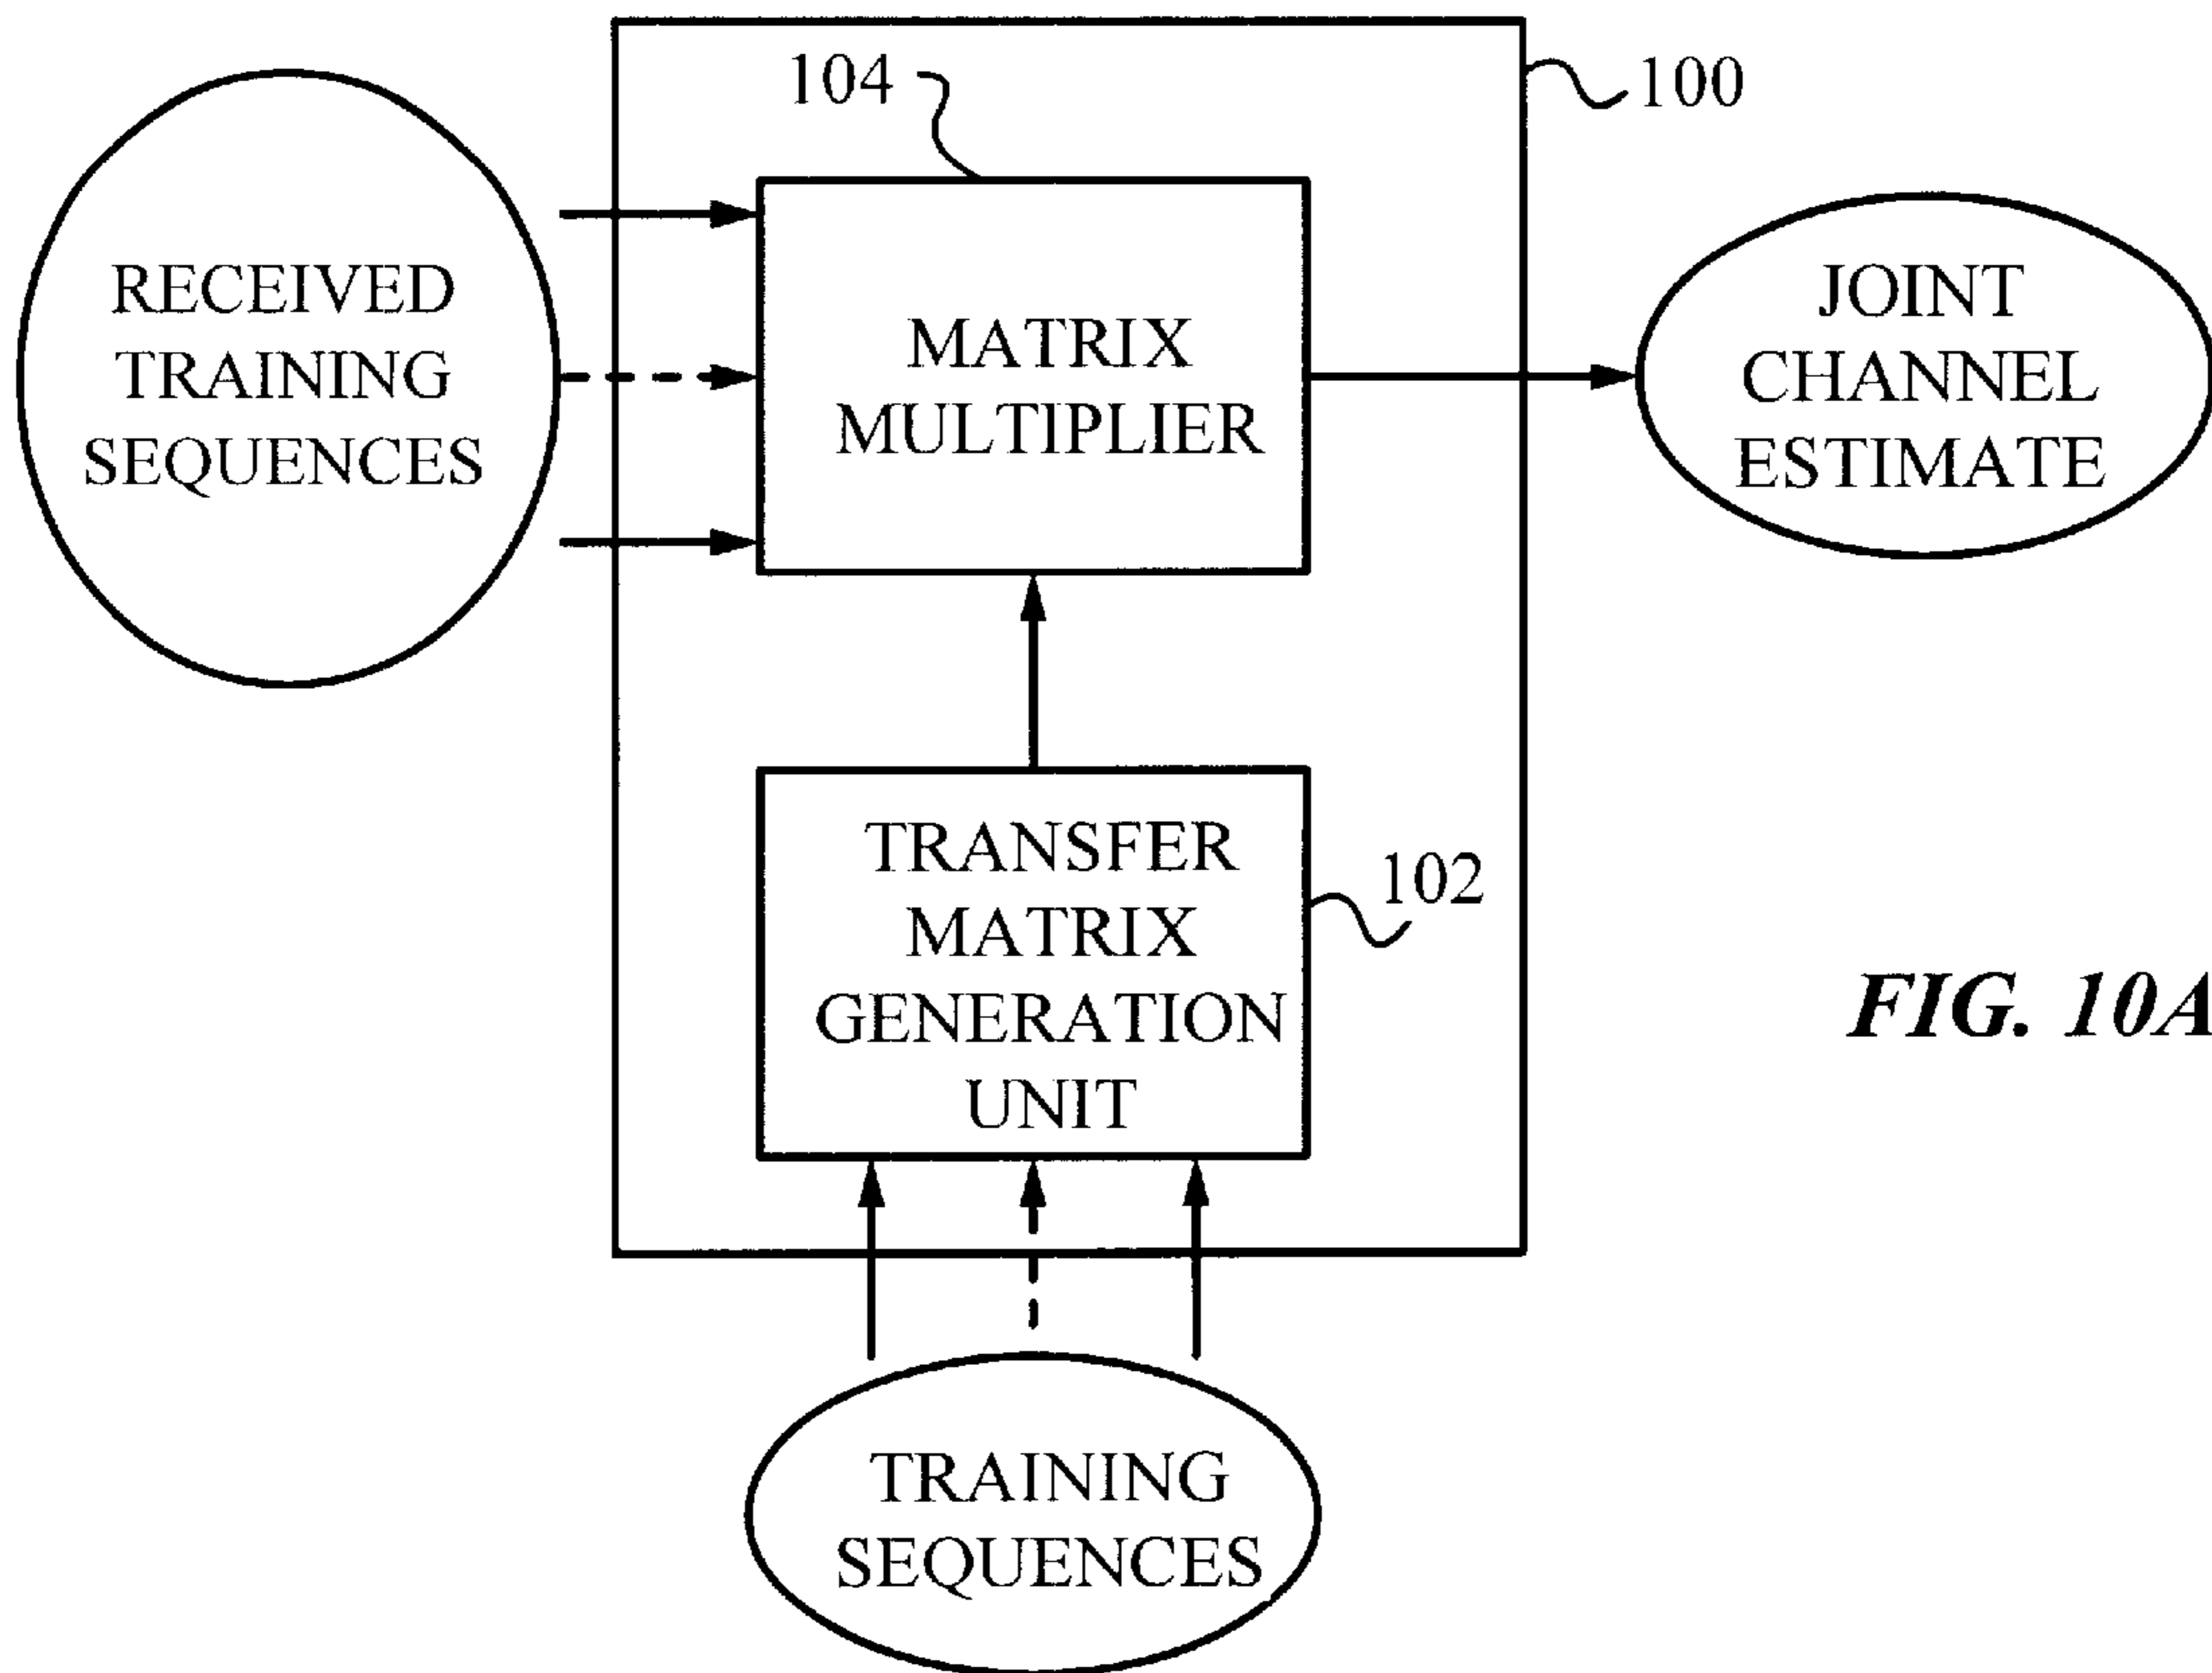 104
100
RECEIVED
TRAINING
SEQUENCES
MATRIX
MULTIPLIER
JOINT
CHANNEL
ESTIMATE
TRANSFER
MATRIX
GENERATION
UNIT
102
FIG. 10A
TRAINING
SEQUENCES